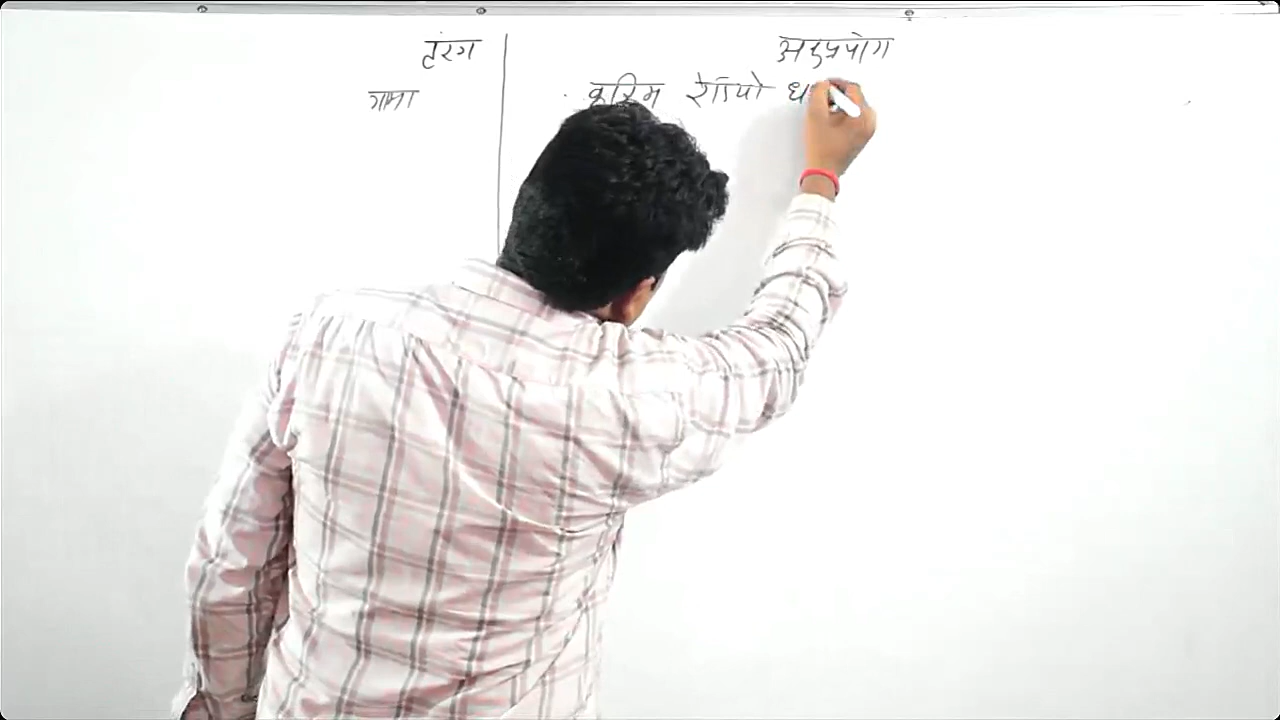 तरंग अनुप्रयोग
गामा कृत्रिम रेडियो